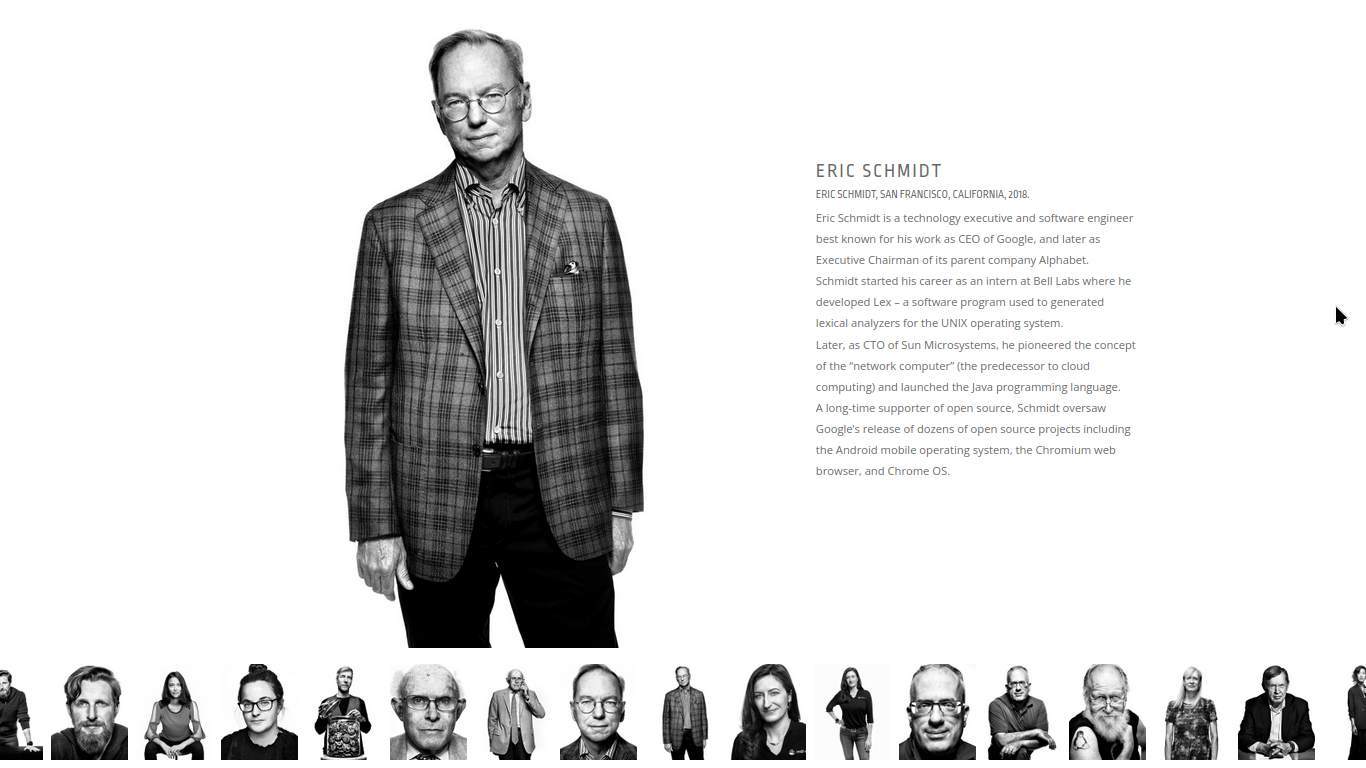 ERIC SCHMIDT
ERIC SCHMIDT, SAN FRANCISCO, CALIFORNIA, 2018.
Eric Schmidt is a technology executive and software engineer
best known for his work as CEO of Google, and later as
Executive Chairman of its parent company Alphabet.
Schmidt started his career as an intern at Bell Labs where he
developed Lex – a software program used to generated
lexical analyzers for the UNIX operating system.
Later, as CTO of Sun Microsystems, he pioneered the concept
of the “network computer” (the predecessor to cloud
computing) and launched the Java programming language.
A long-time supporter of open source, Schmidt oversaw
Google's release of dozens of open source projects including
the Android mobile operating system, the Chromium web
browser, and Chrome OS.